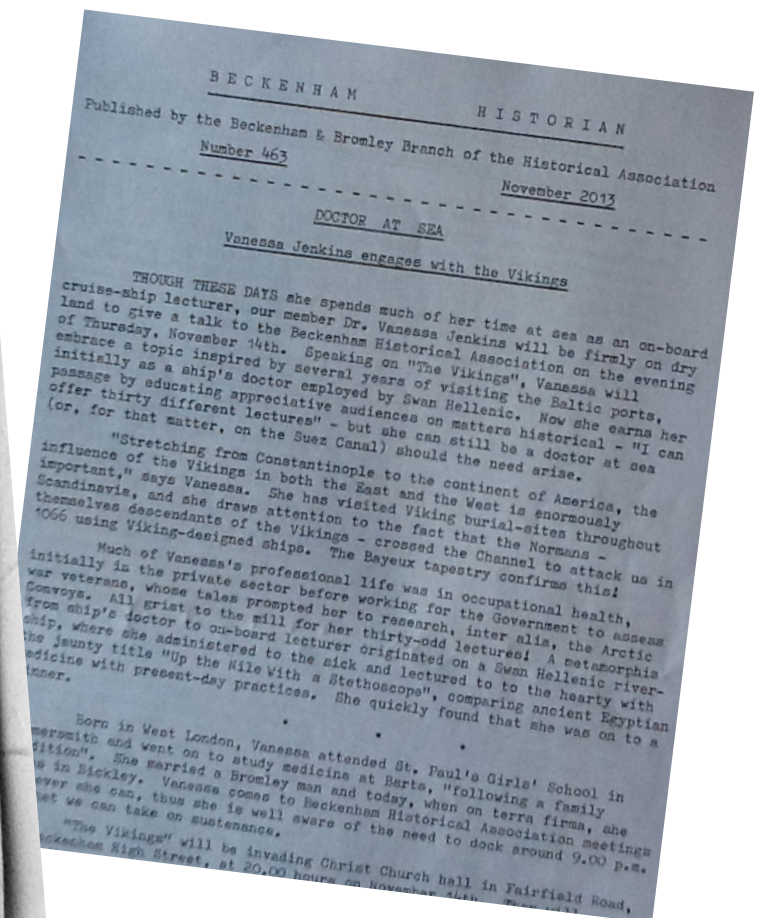 BECKENHAM HISTORIAN
Published by the Beckenham & Bromley Branch of the Historical Association
Number 463 November 2013
DOCTOR AT SEA
Vanessa Jenkins engages with the Vikings
THOUGH THESE DAYS she spends much of her time at sea as an on-board
cruise-ship lecturer, our member Dr. Vanessa Jenkins will be firmly on dry
land to give a talk to the Beckenham Historical Association on the evening
of Thursday, November 14th. Speaking on "The Vikings", Vanessa will
embrace a topic inspired by several years of visiting the Baltic ports,
initially as a ship's doctor employed by Swan Hellenic. Now she earns her
passage by educating appreciative audiences on matters historical - "I can
offer thirty different lectures" - but she can still be a doctor at sea
(or, for that matter, on the Suez Canal) should the need arise.
"Stretching from Constantinople to the continent of America, the
influence of the Vikings in both the East and the West is enormously
important," says Vanessa. She has visited Viking burial-sites throughout
Scandinavia, and she draws attention to the fact that the Normans -
themselves descendants of the Vikings - crossed the Channel to attack us in
1066 using Viking-designed ships. The Bayeux tapestry confirms this!
Much of Vanessa's professional life was in occupational health,
initially in the private sector before working for the Government to assess
war veterans, whose tales prompted her to research, inter alia, the Arctic
Convoys. All grist to the mill for her thirty-odd lectures! A metamorphis
from ship's doctor to on-board lecturer originated on a Swan Hellenic river-
ship, where she administered to the sick and lectured to to the hearty with
the jaunty title "Up the Nile With a Stethoscope", comparing ancient Egyptian
edicine with present-day practices. She quickly found that she was on to a
inner.
Born in West London, Vanessa attended St. Paul's Girls' School in
mersmith and went on to study medicine at Barts, "following a family
dition". She married a Bromley man and today, when on terra firma, she
s in Bickley. Vanessa comes to Beckenham Historical Association meetings
ever she can, thus she is well aware of the need to dock around 9.00 p.m.
at we can take on sustenance.
"The Vikings" will be invading Christ Church hall in Fairfield Road,
eckenham High Street, at 20.00 hours on November 14th. They will